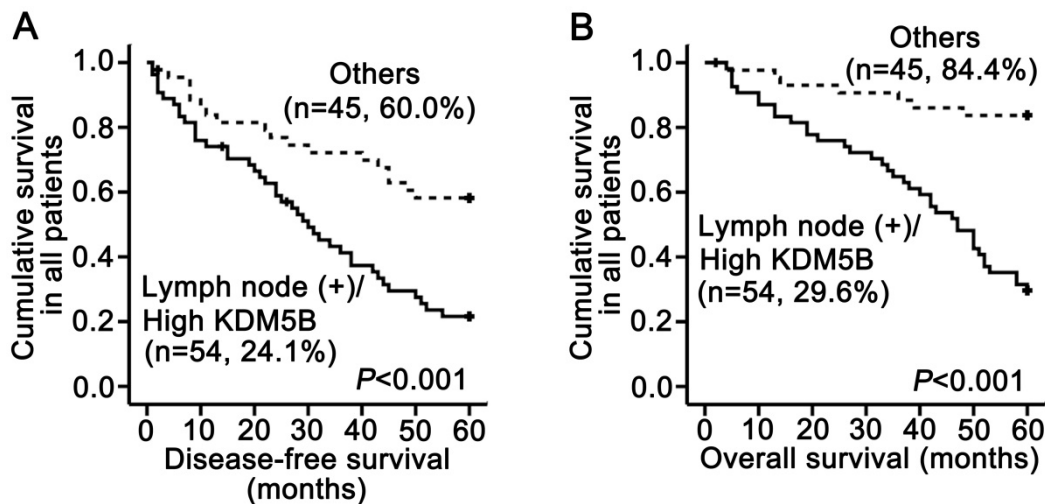 A
Cumulative survival
in all patients
1.0
0.8
0.6
0.4
0.2
0.0
Others
(n=45, 60.0%)
Lymph node (+)/
High KDM5B
(n=54, 24.1%)
P<0.001
0 10 20 30 40 50 60
Disease-free survival
(months)
B
Cumulative survival
in all patients
1.0
0.8
0.6
0.4
0.2
0.0
Others
(n=45, 84.4%)
Lymph node (+)/
High KDM5B
(n=54, 29.6%)
P<0.001
0 10 20 30 40 50 60
Overall survival (months)